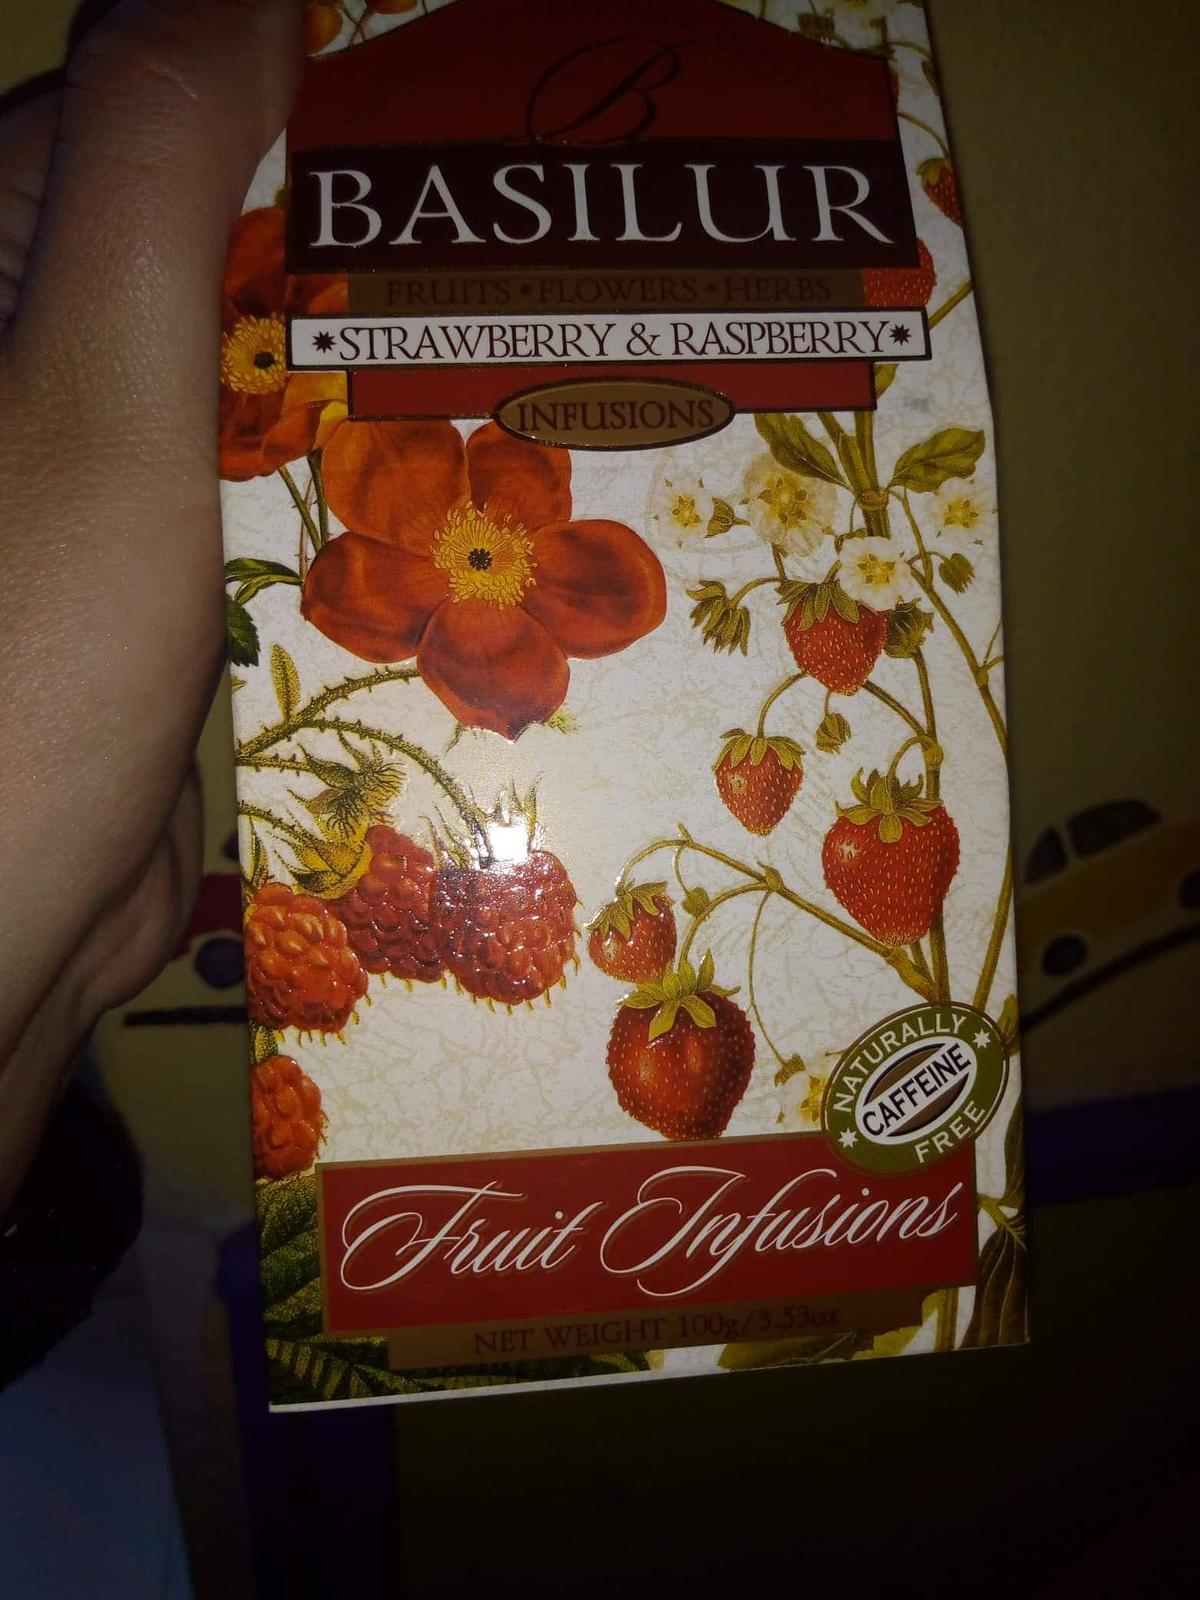 B
BASILUR
FRUITS • FLOWERS • HERBS
*STRAWBERRY & RASPBERRY*
INFUSIONS
NATURALLY
CAFFEINE
FREE
Fruit Infusions
NET WEIGHT 100g/3.53oz